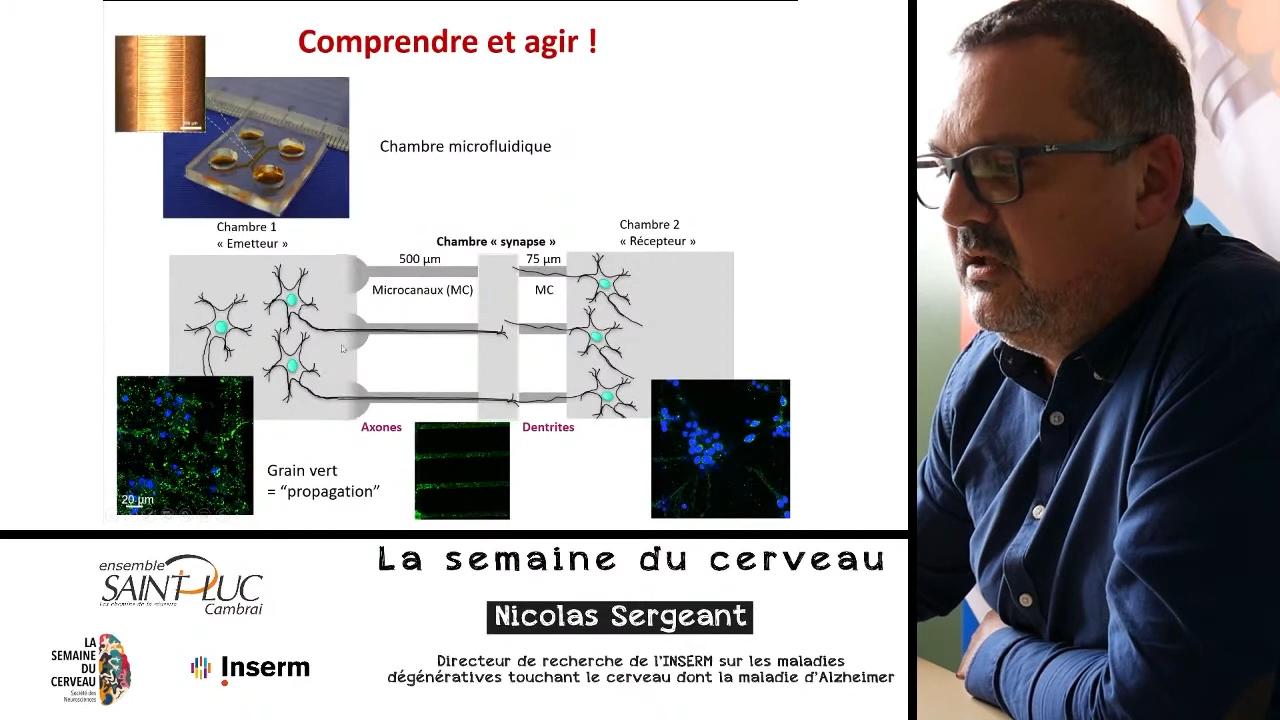 Comprendre et agir !
Chambre microfluidique
Chambre 1
« Emetteur »
Chambre « synapse »
Chambre 2
« Récepteur »
500 µm
75 µm
Microcanaux (MC)
MC
Axones
Dentrites
Grain vert
= “propagation”
20 µm
ensemble
SAINT LUC
Cambrai
LA
SEMAINE
DU
CERVEAU
Société des
Neurosciences
Inserm
La semaine du cerveau
Nicolas Sergeant
Directeur de recherche de l'INSERM sur les maladies
dégénératives touchant le cerveau dont la maladie d'Alzheimer